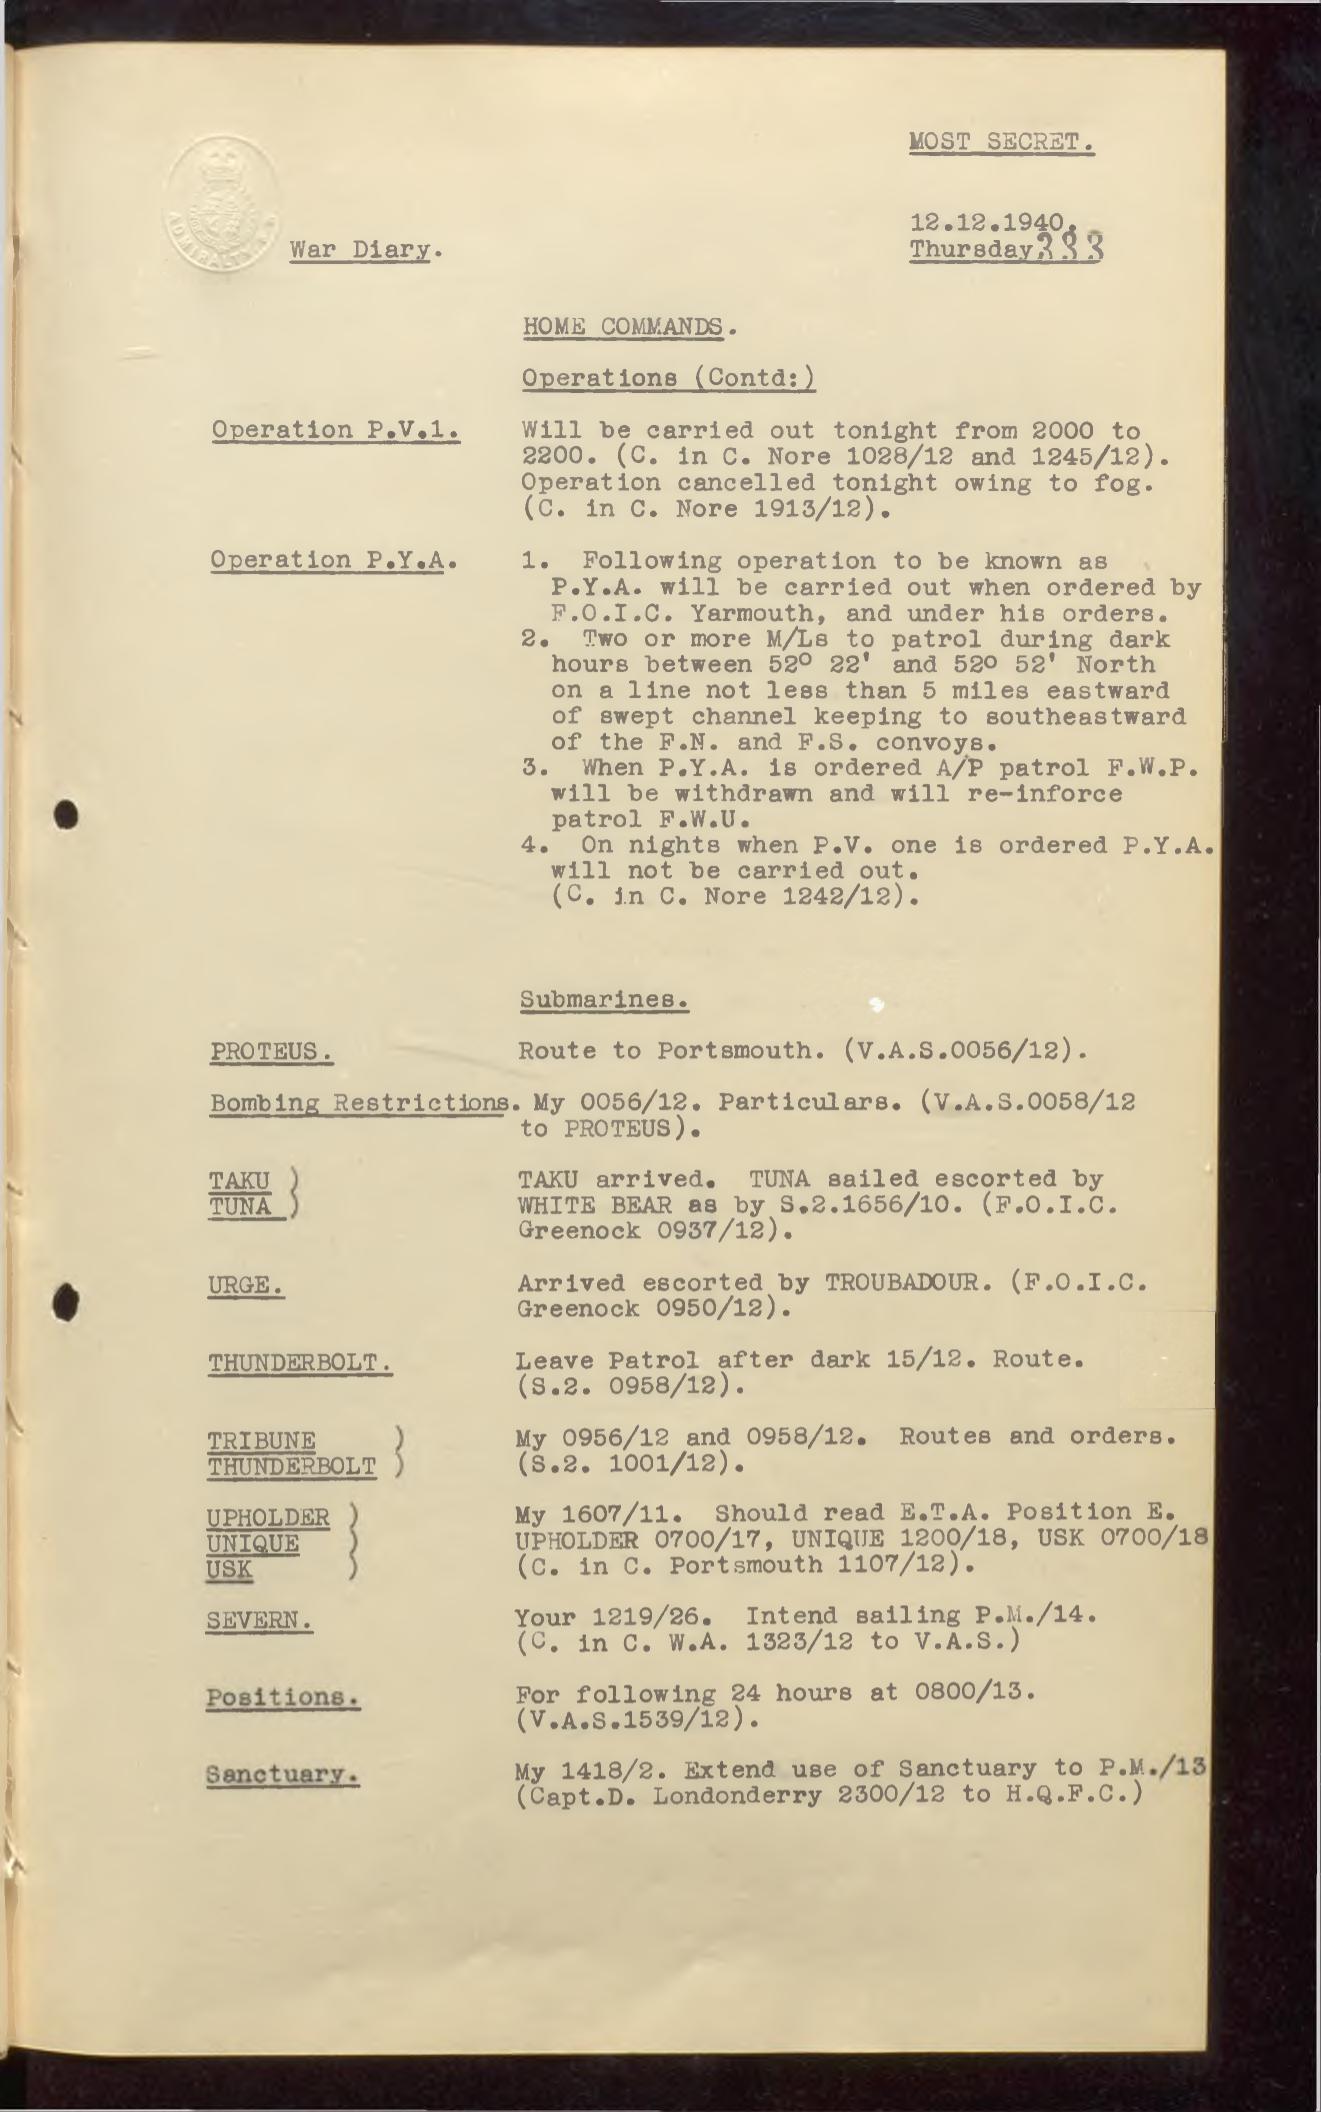 MOST SECRET.
12.12.1940.
War Diary.
Thursday 333
HOME COMMANDS.
Operations (Contd:)
Operation P.V.1. Will be carried out tonight from 2000 to
2200. (C. in C. Nore 1028/12 and 1245/12).
Operation cancelled tonight owing to fog.
(C. in C. Nore 1913/12).
Operation P.Y.A. 1. Following operation to be known as
P.Y.A. will be carried out when ordered by
F.O.I.C. Yarmouth, and under his orders.
2. Two or more M/Ls to patrol during dark
hours between 52º 22' and 52º 52' North
on a line not less than 5 miles eastward
of swept channel keeping to southeastward
of the F.N. and F.S. convoys.
3. When P.Y.A. is ordered A/P patrol F.W.P.
will be withdrawn and will re-inforce
patrol F.W.U.
4. On nights when P.V. one is ordered P.Y.A.
will not be carried out.
(C. in C. Nore 1242/12).
Submarines.
PROTEUS. Route to Portsmouth. (V.A.S.0056/12).
Bombing Restrictions. My 0056/12. Particulars. (V.A.S.0058/12
to PROTEUS).
TAKU ) TAKU arrived. TUNA sailed escorted by
TUNA ) WHITE BEAR as by S.2.1656/10. (F.O.I.C.
Greenock 0937/12).
URGE. Arrived escorted by TROUBADOUR. (F.O.I.C.
Greenock 0950/12).
THUNDERBOLT. Leave Patrol after dark 15/12. Route.
(S.2. 0958/12).
TRIBUNE ) My 0956/12 and 0958/12. Routes and orders.
THUNDERBOLT ) (S.2. 1001/12).
UPHOLDER ) My 1607/11. Should read E.T.A. Position E.
UNIQUE ) UPHOLDER 0700/17, UNIQUE 1200/18, USK 0700/18
USK ) (C. in C. Portsmouth 1107/12).
SEVERN. Your 1219/26. Intend sailing P.M./14.
(C. in C. W.A. 1323/12 to V.A.S.)
Positions. For following 24 hours at 0800/13.
(V.A.S.1539/12).
Sanctuary. My 1418/2. Extend use of Sanctuary to P.M./13
(Capt.D. Londonderry 2300/12 to H.Q.F.C.)